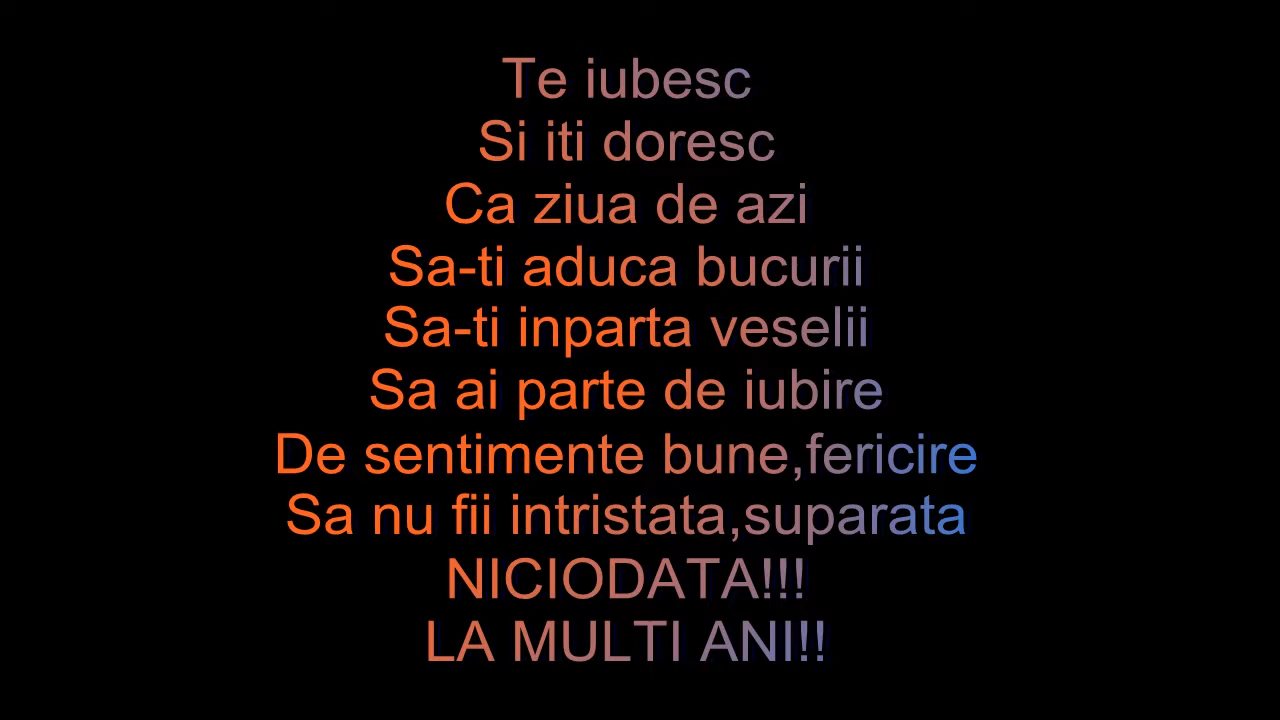 Te iubesc
Si iti doresc
Ca ziua de azi
Sa-ti aduca bucurii
Sa-ti inparta veselii
Sa ai parte de iubire
De sentimente bune,fericire
Sa nu fii intristata,suparata
NICIODATA!!!
LA MULTI ANI!!